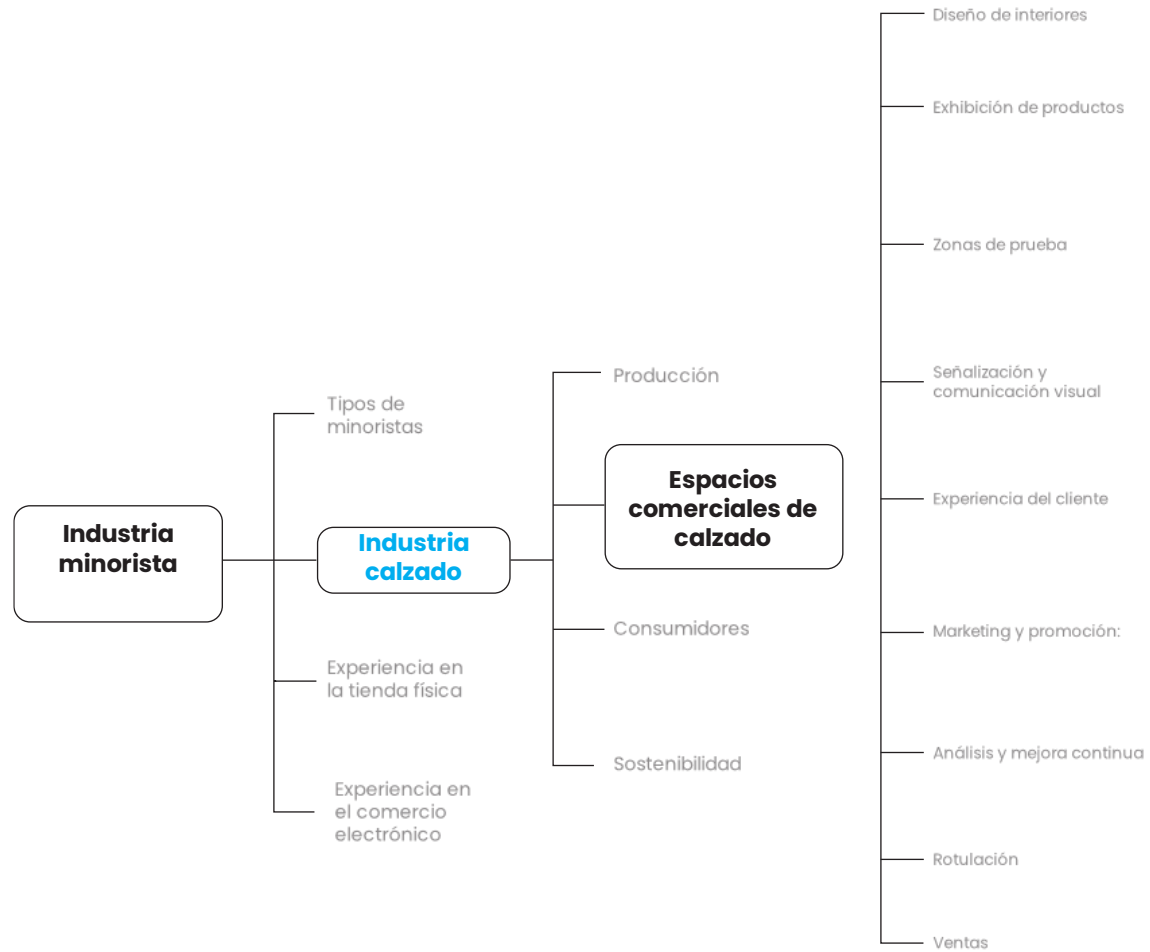 Industria
minorista
Tipos de
minoristas
Industria
calzado
Experiencia en
la tienda física
Experiencia en
el comercio
electrónico
Producción
Espacios
comerciales de
calzado
Consumidores
Sostenibilidad
Diseño de interiores
Exhibición de productos
Zonas de prueba
Señalización y
comunicación visual
Experiencia del cliente
Marketing y promoción:
Análisis y mejora continua
Rotulación
Ventas